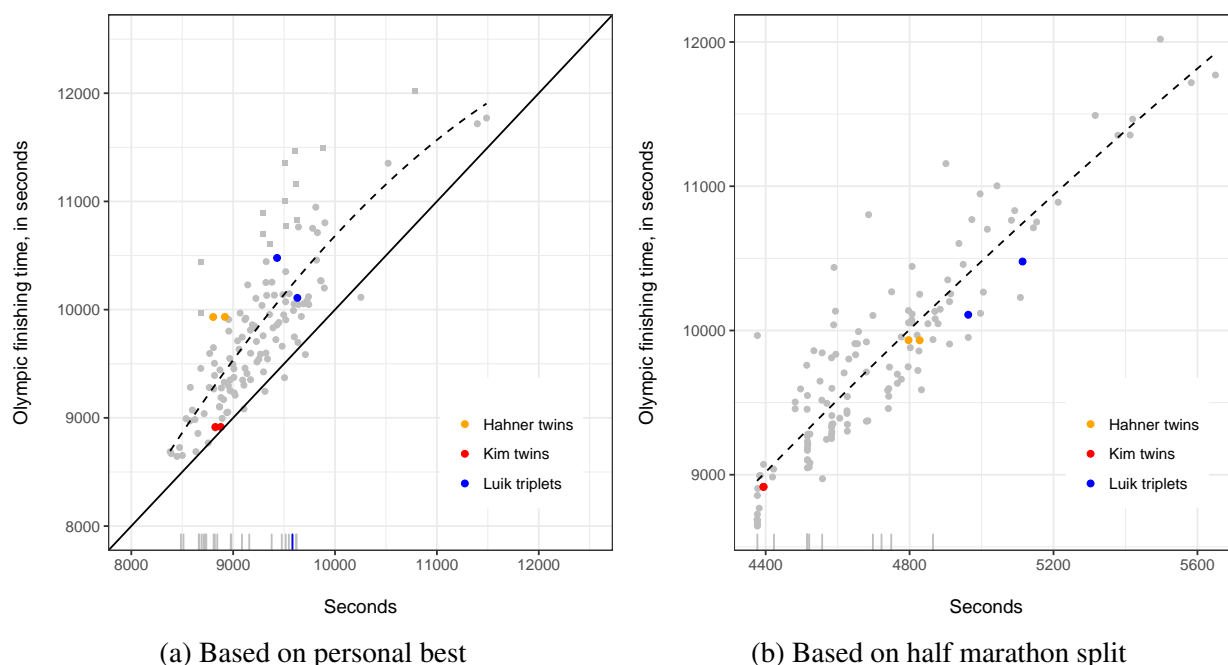 12000
11000
10000
9000
8000
Olympic finishing time, in seconds
Hahner twins
Kim twins
Luik triplets
8000 9000 10000 11000 12000
Seconds
(a) Based on personal best
12000
11000
10000
9000
Olympic finishing time, in seconds
Hahner twins
Kim twins
Luik triplets
4400 4800 5200 5600
Seconds
(b) Based on half marathon split